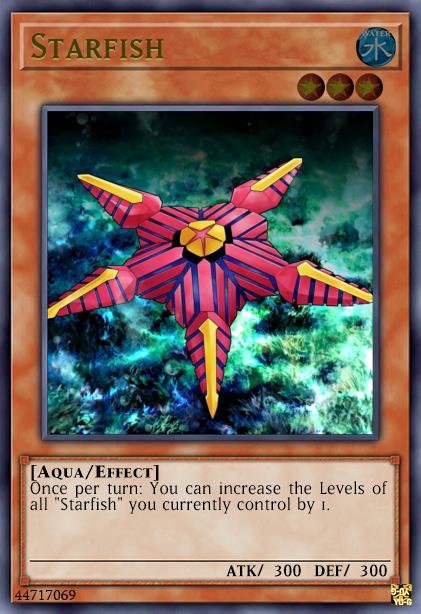 STARFISH
WATER
水
[AQUA/EFFECT]
Once per turn: You can increase the Levels of
all "Starfish" you currently control by 1.
ATK/ 300 DEF/ 300
44717069